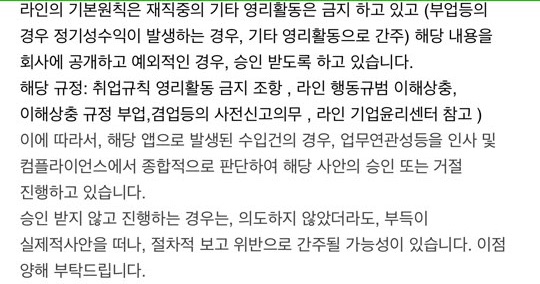 라인의 기본원칙은 재직중의 기타 영리활동은 금지 하고 있고 (부업등의
경우 정기성수익이 발생하는 경우, 기타 영리활동으로 간주) 해당 내용을
회사에 공개하고 예외적인 경우, 승인 받도록 하고 있습니다.
해당 규정: 취업규칙 영리활동 금지 조항 , 라인 행동규범 이해상충,
이해상충 규정 부업,겸업등의 사전신고의무 , 라인 기업윤리센터 참고 )
이에 따라서, 해당 앱으로 발생된 수입건의 경우, 업무연관성등을 인사 및
컴플라이언스에서 종합적으로 판단하여 해당 사안의 승인 또는 거절
진행하고 있습니다.
승인 받지 않고 진행하는 경우는, 의도하지 않았더라도, 부득이
실제적사안을 떠나, 절차적 보고 위반으로 간주될 가능성이 있습니다. 이점
양해 부탁드립니다.